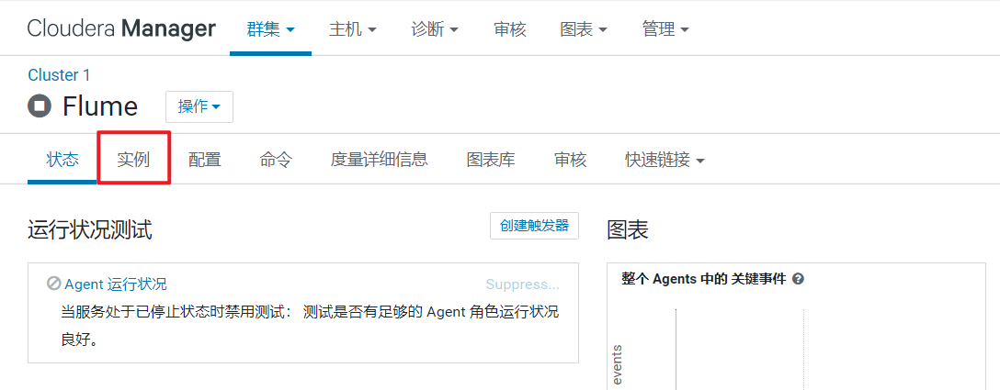 Cloudera Manager 群集 主机 诊断 审核 图表 管理
Cluster 1
Flume 操作
状态 实例 配置 命令 度量详细信息 图表库 审核 快速链接
运行状况测试 创建触发器
Agent 运行状况 Suppress...
当服务处于已停止状态时禁用测试： 测试是否有足够的 Agent 角色运行状况
良好。
图表
整个 Agents 中的 关键事件
events